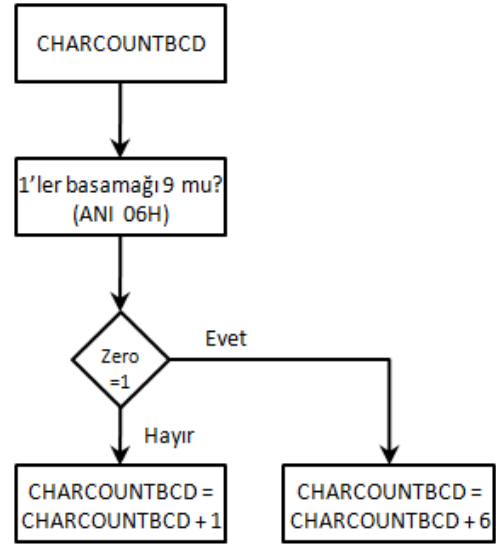 CHARCOUNTBCD
1'ler basamağı 9 mu?
(ANI 06H)
Zero
=1
Evet
Hayır
CHARCOUNTBCD =
CHARCOUNTBCD + 1
CHARCOUNTBCD =
CHARCOUNTBCD + 6